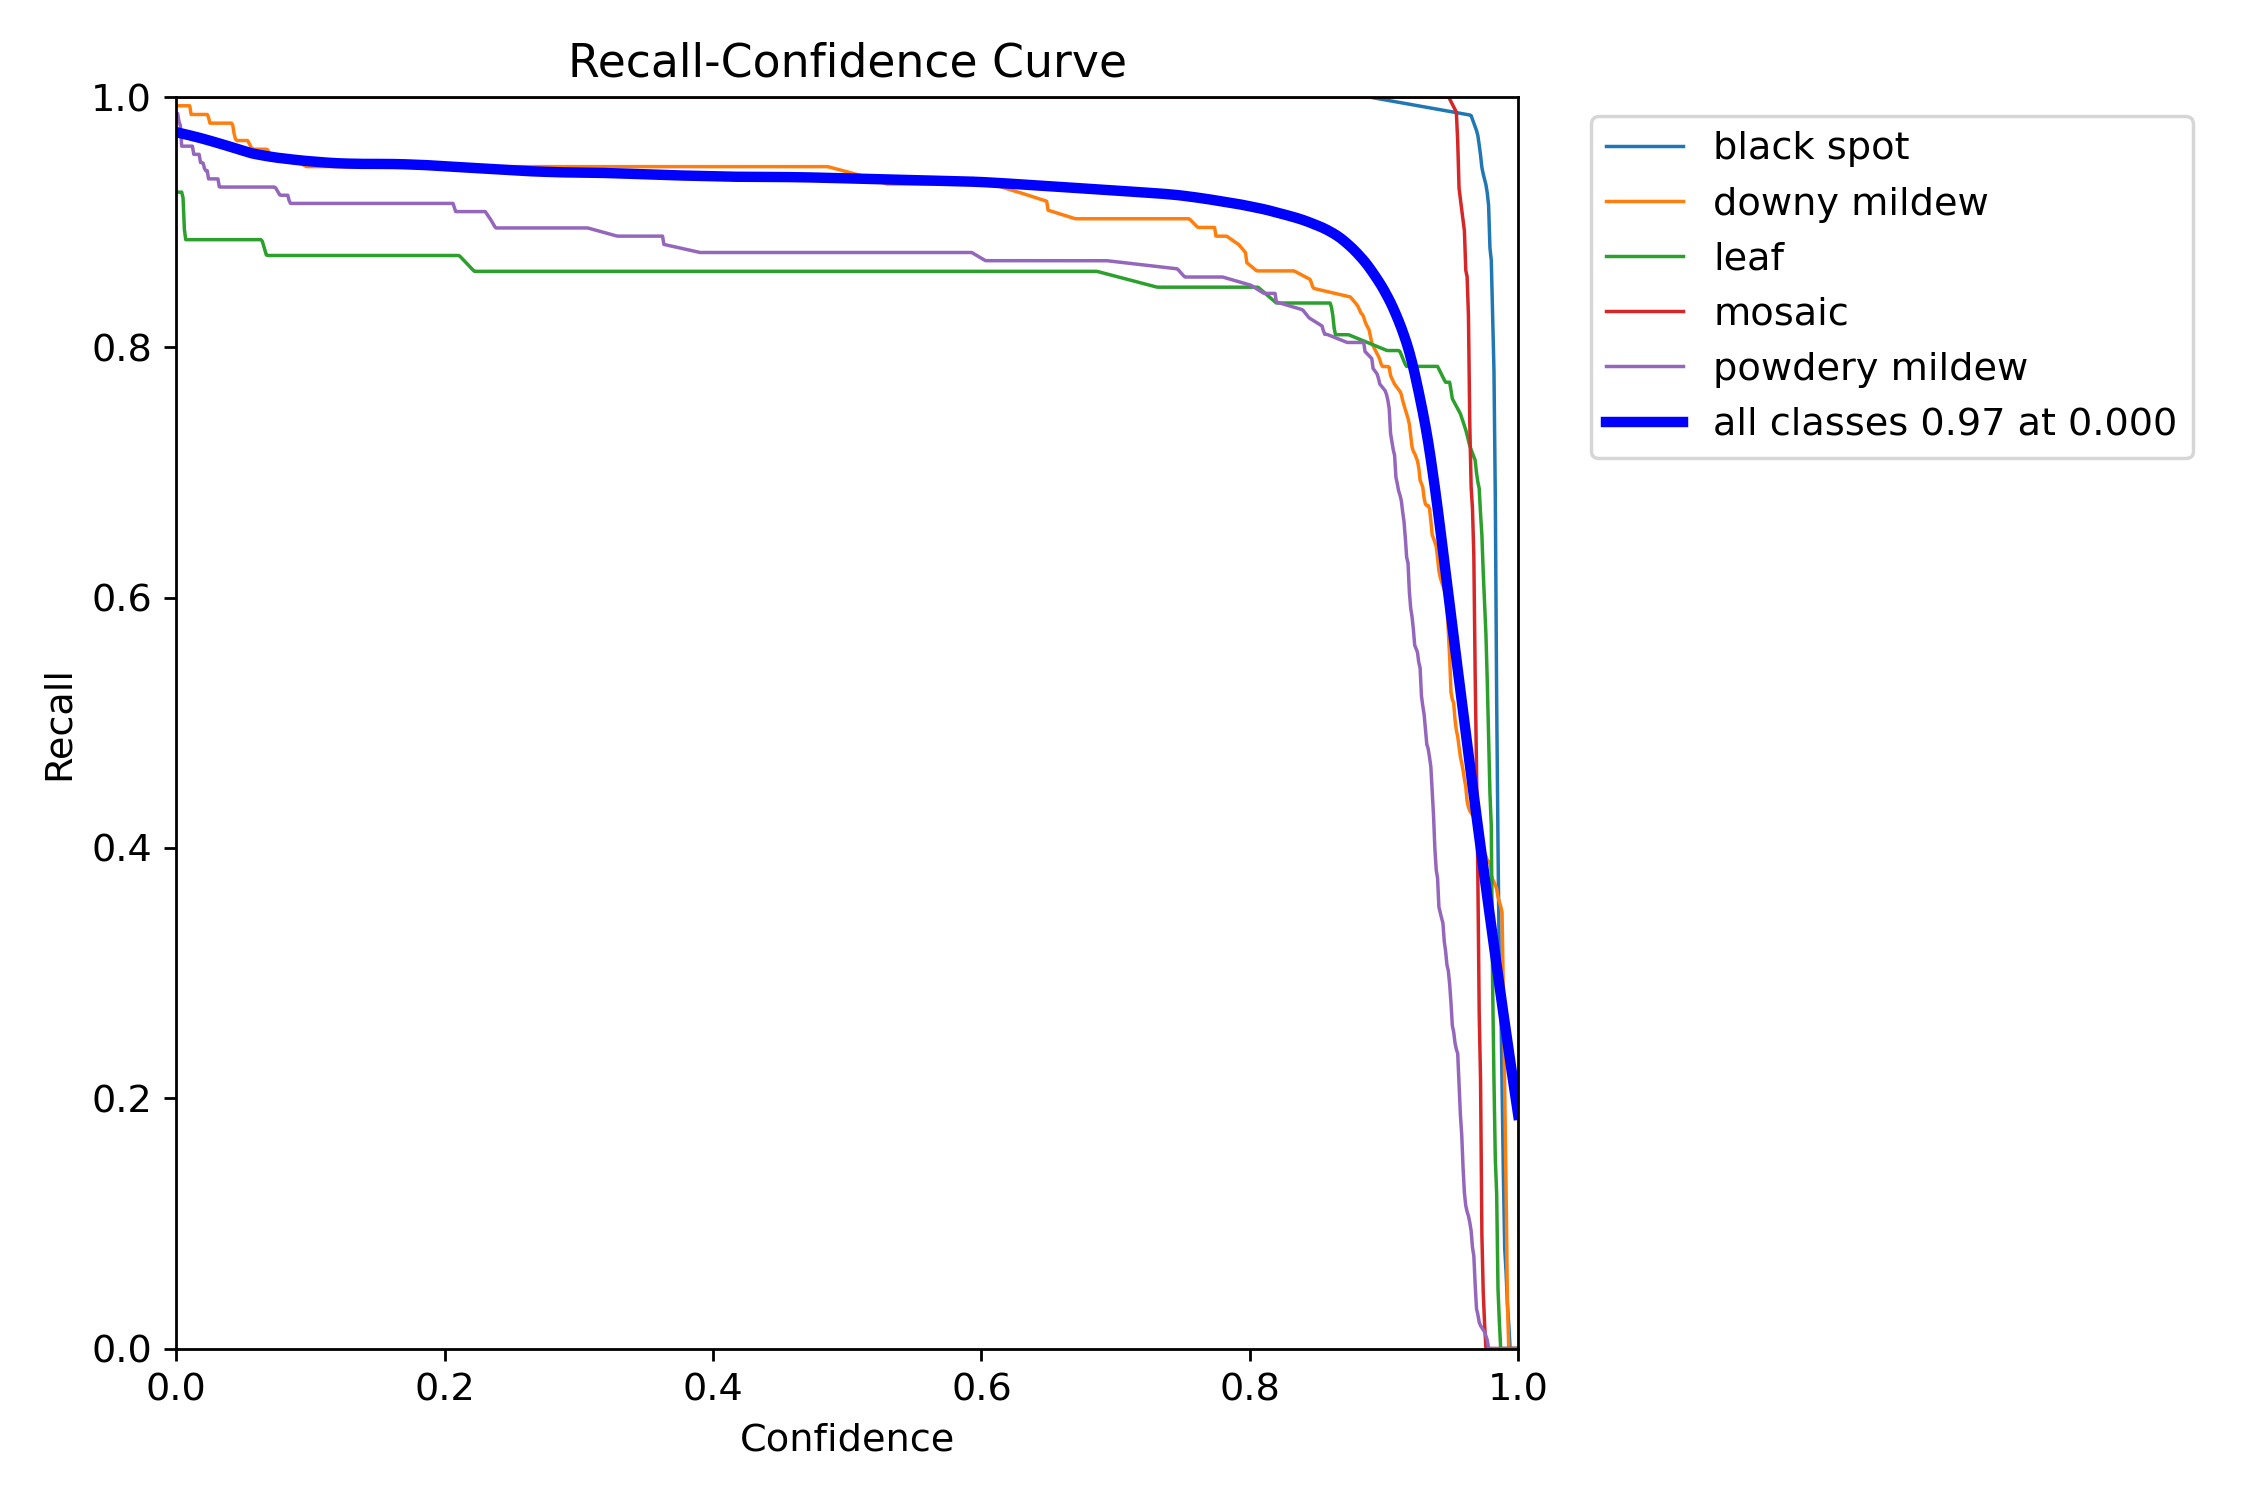 Recall-Confidence Curve
1.0
0.8
0.6
0.4
0.2
0.0
Recall
0.0 0.2 0.4 0.6 0.8 1.0
Confidence
black spot
downy mildew
leaf
mosaic
powdery mildew
all classes 0.97 at 0.000